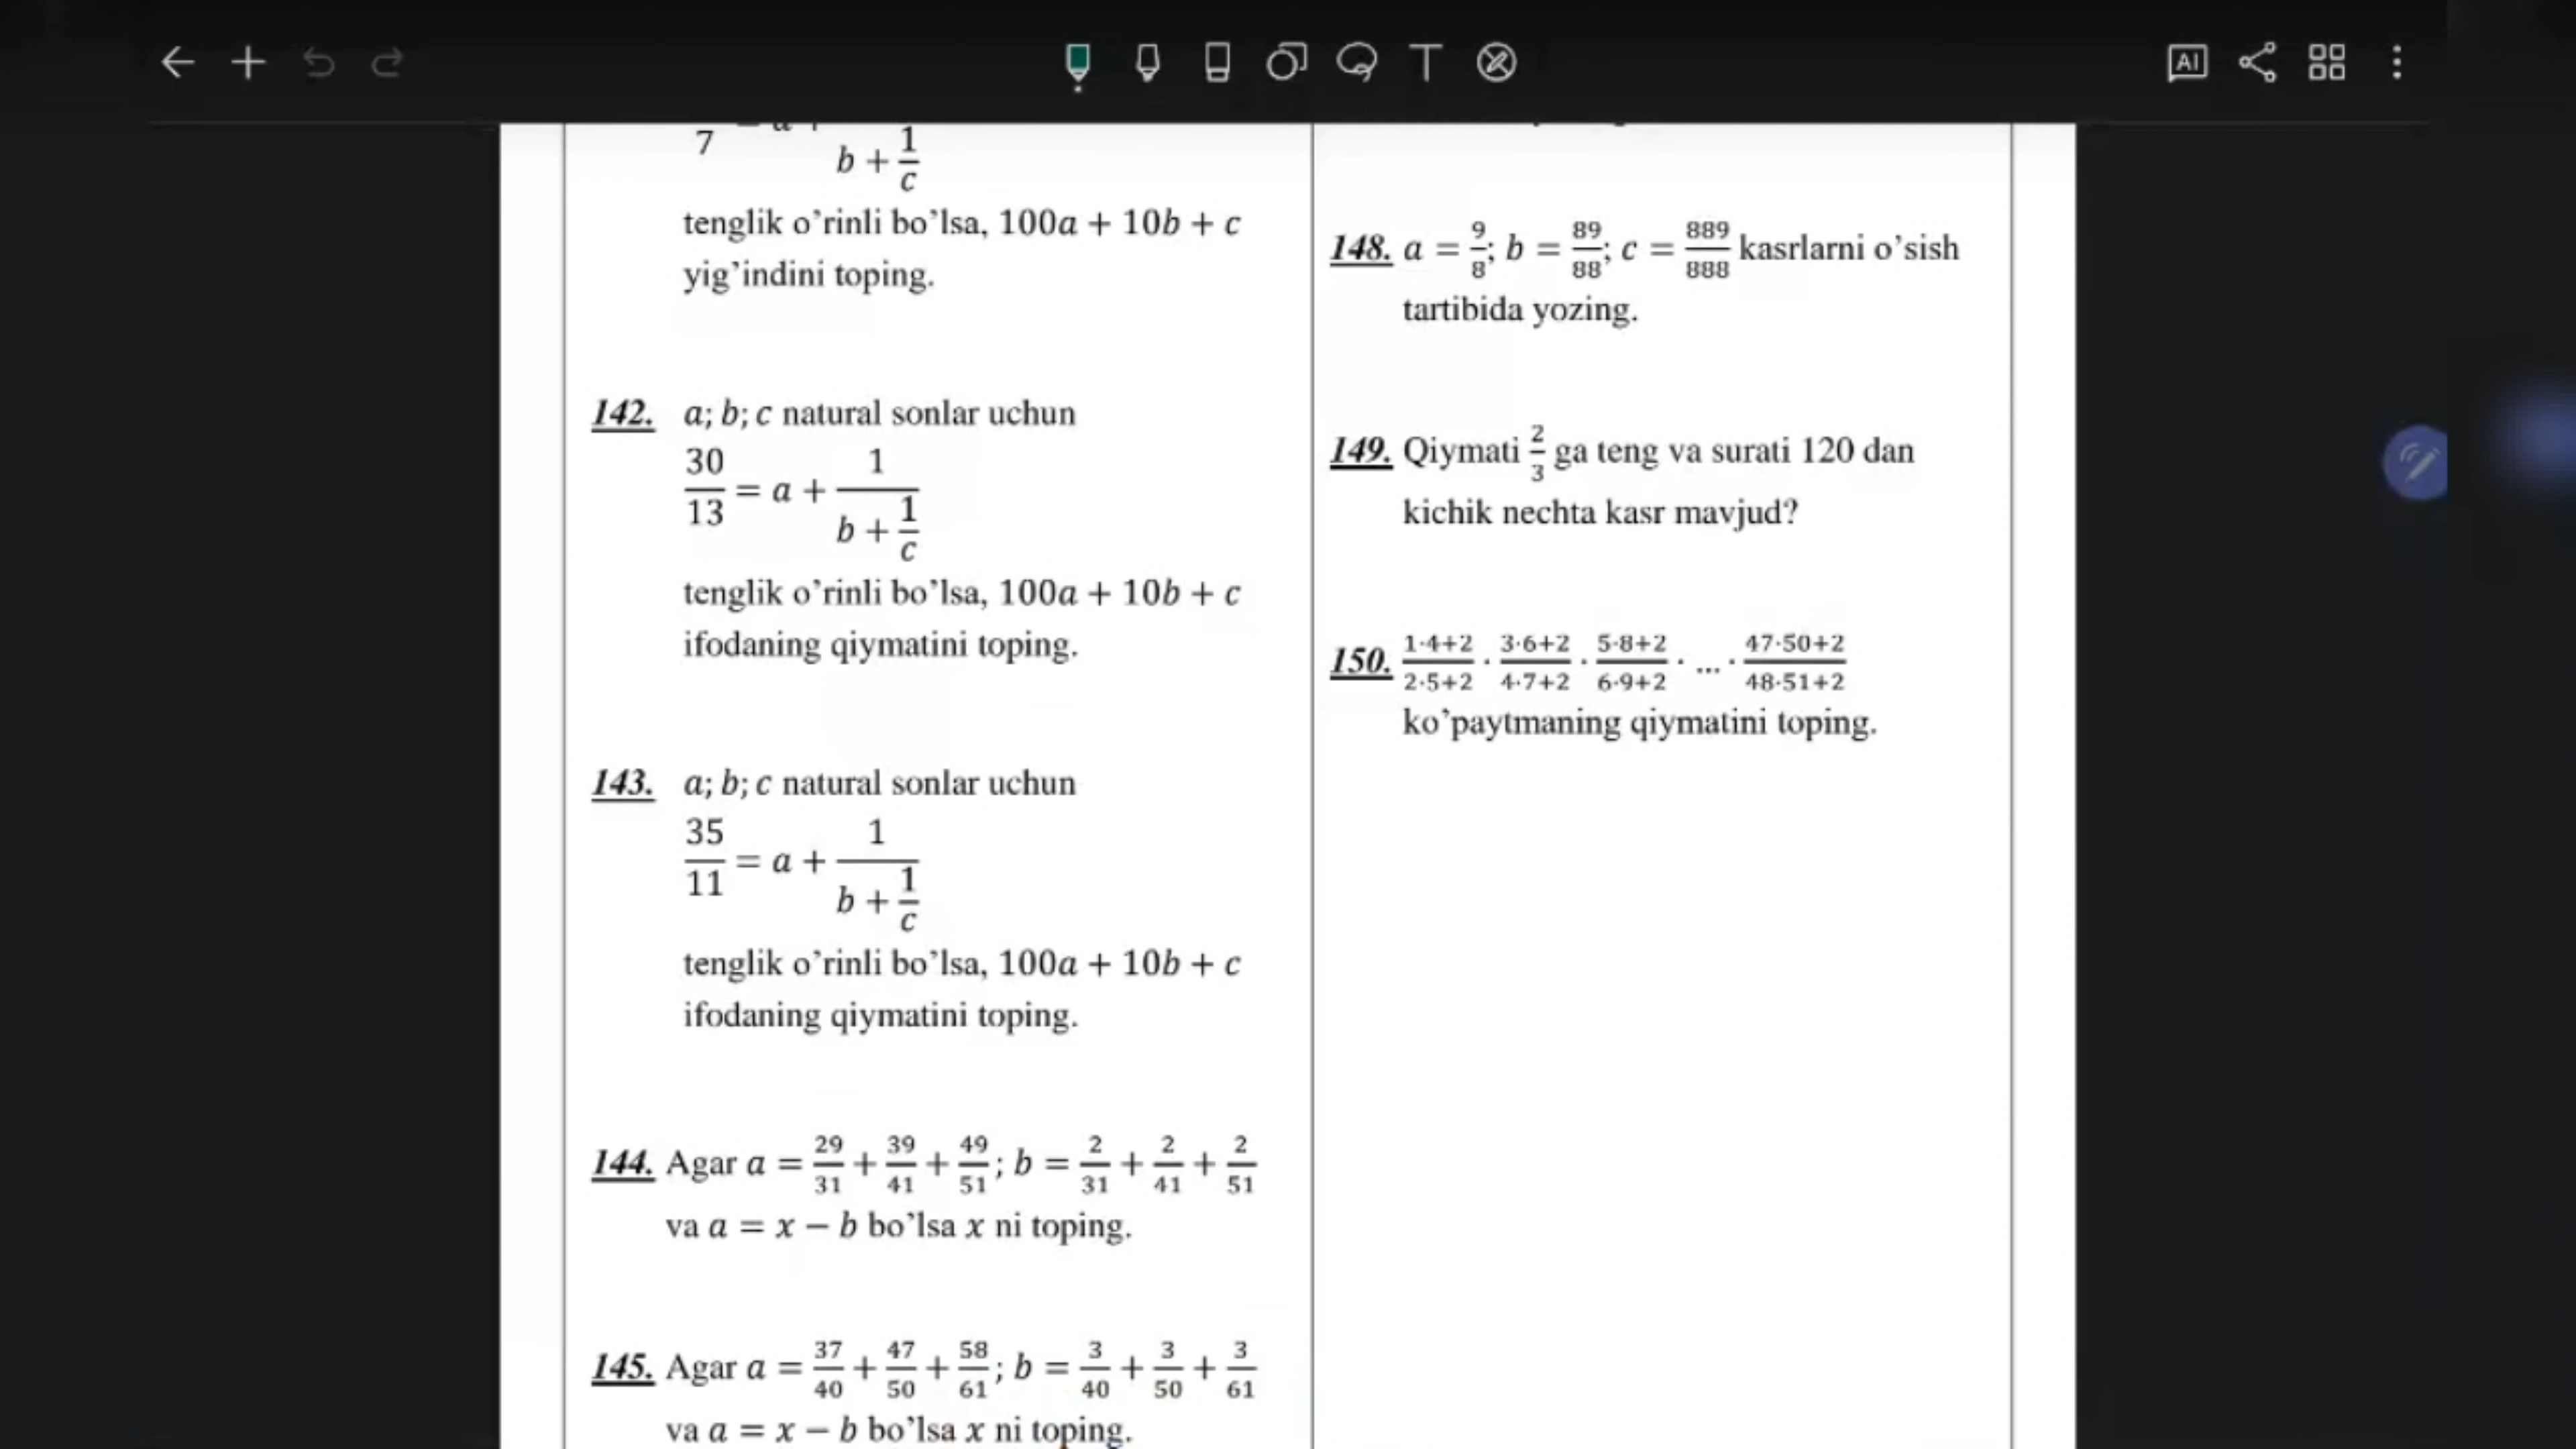 AI
7 = a +
b + 1/c
tenglik o’rinli bo’lsa, 100a + 10b + c
yig’indini toping.
142. a; b; c natural sonlar uchun
30/13 = a + 1/(b + 1/c)
tenglik o’rinli bo’lsa, 100a + 10b + c
ifodaning qiymatini toping.
143. a; b; c natural sonlar uchun
35/11 = a + 1/(b + 1/c)
tenglik o’rinli bo’lsa, 100a + 10b + c
ifodaning qiymatini toping.
144. Agar a = 29/31 + 39/41 + 49/51; b = 2/31 + 2/41 + 2/51
va a = x − b bo’lsa x ni toping.
145. Agar a = 37/40 + 47/50 + 58/61; b = 3/40 + 3/50 + 3/61
va a = x − b bo’lsa x ni toping.
148. a = 9/8; b = 89/88; c = 889/888 kasrlarni o’sish
tartibida yozing.
149. Qiymati 2/3 ga teng va surati 120 dan
kichik nechta kasr mavjud?
150. (1·4+2)/(2·5+2) · (3·6+2)/(4·7+2) · (5·8+2)/(6·9+2) · ... · (47·50+2)/(48·51+2)
ko’paytmaning qiymatini toping.